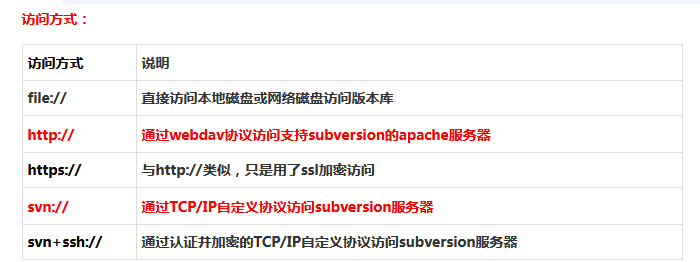 访问方式：
访问方式 说明
file:// 直接访问本地磁盘或网络磁盘访问版本库
http:// 通过webdav协议访问支持subversion的apache服务器
https:// 与http://类似，只是用了ssl加密访问
svn:// 通过TCP/IP自定义协议访问subversion服务器
svn+ssh:// 通过认证并加密的TCP/IP自定义协议访问subversion服务器